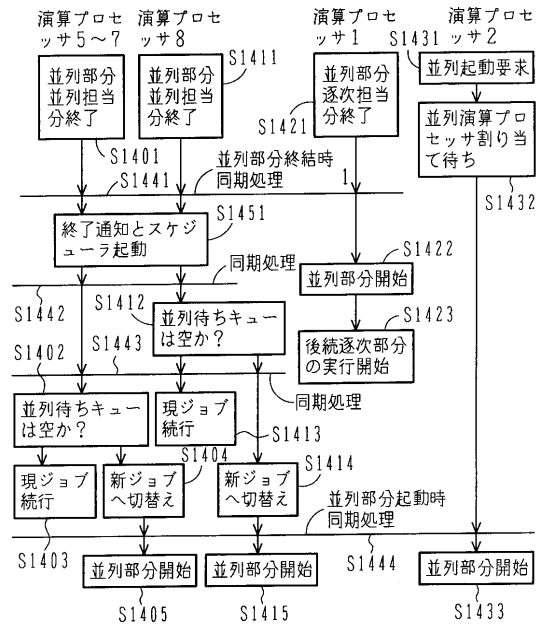 演算プロセ
ッサ5～7
演算プロセ
ッサ8
演算プロセ
ッサ1
演算プロセ
ッサ2
S1411
S1431
並列部分
並列担当
分終了
並列部分
並列担当
分終了
並列部分
逐次担当
分終了
並列起動要求
S1421
並列演算プロ
セッサ割り当
て待ち
S1401
並列部分終結時
同期処理
S1441
1
S1432
S1451
終了通知とスケジ
ューラ起動
S1422
同期処理
並列部分開始
S1442
S1412
並列待ちキュー
は空か？
S1423
後続逐次部分
の実行開始
S1402
S1443
同期処理
並列待ちキュー
は空か？
現ジョブ
続行
S1413
S1404
S1414
現ジョブ
続行
新ジョブ
へ切替え
新ジョブ
へ切替え
並列部分起動時
同期処理
S1403
S1444
並列部分開始
並列部分開始
並列部分開始
S1405
S1415
S1433